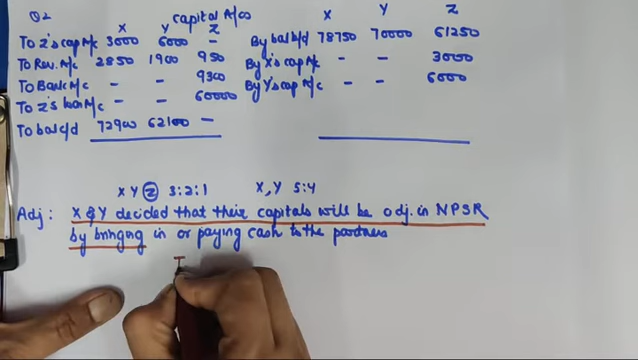 Q2 Capital A/cs
X Y Z X Y Z
To Z's cap A/c 3000 6000 – By bal b/d 78750 70000 61250
To Rev. A/c 2850 1900 950 By X's cap A/c – – 3000
To Bank A/c – – 9300 By Y's cap A/c – – 6000
To Z's loan A/c – – 60000
To bal c/d 72900 62100 –
X Y Z 3:2:1 X, Y 5:4
Adj: X & Y decided that their capitals will be adj. in NPSR
by bringng in or paying cash to the partners